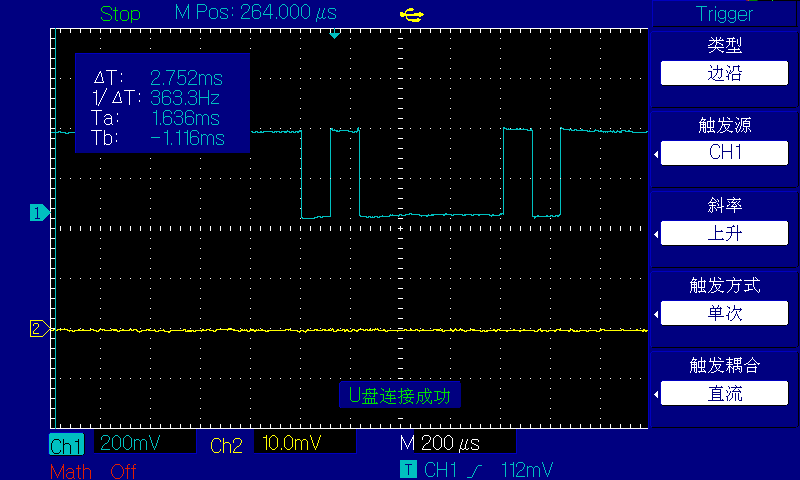 Stop M Pos: 264.000 μs Trigger
类型
边沿
ΔT: 2.752ms
1/ΔT: 363.3Hz
Ta: 1.636ms
Tb: -1.116ms
触发源
CH1
1
斜率
上升
触发方式
单次
2
触发耦合
直流
U盘连接成功
Ch1 200mV Ch2 10.0mV M 200 μs
Math Off T CH1 112mV